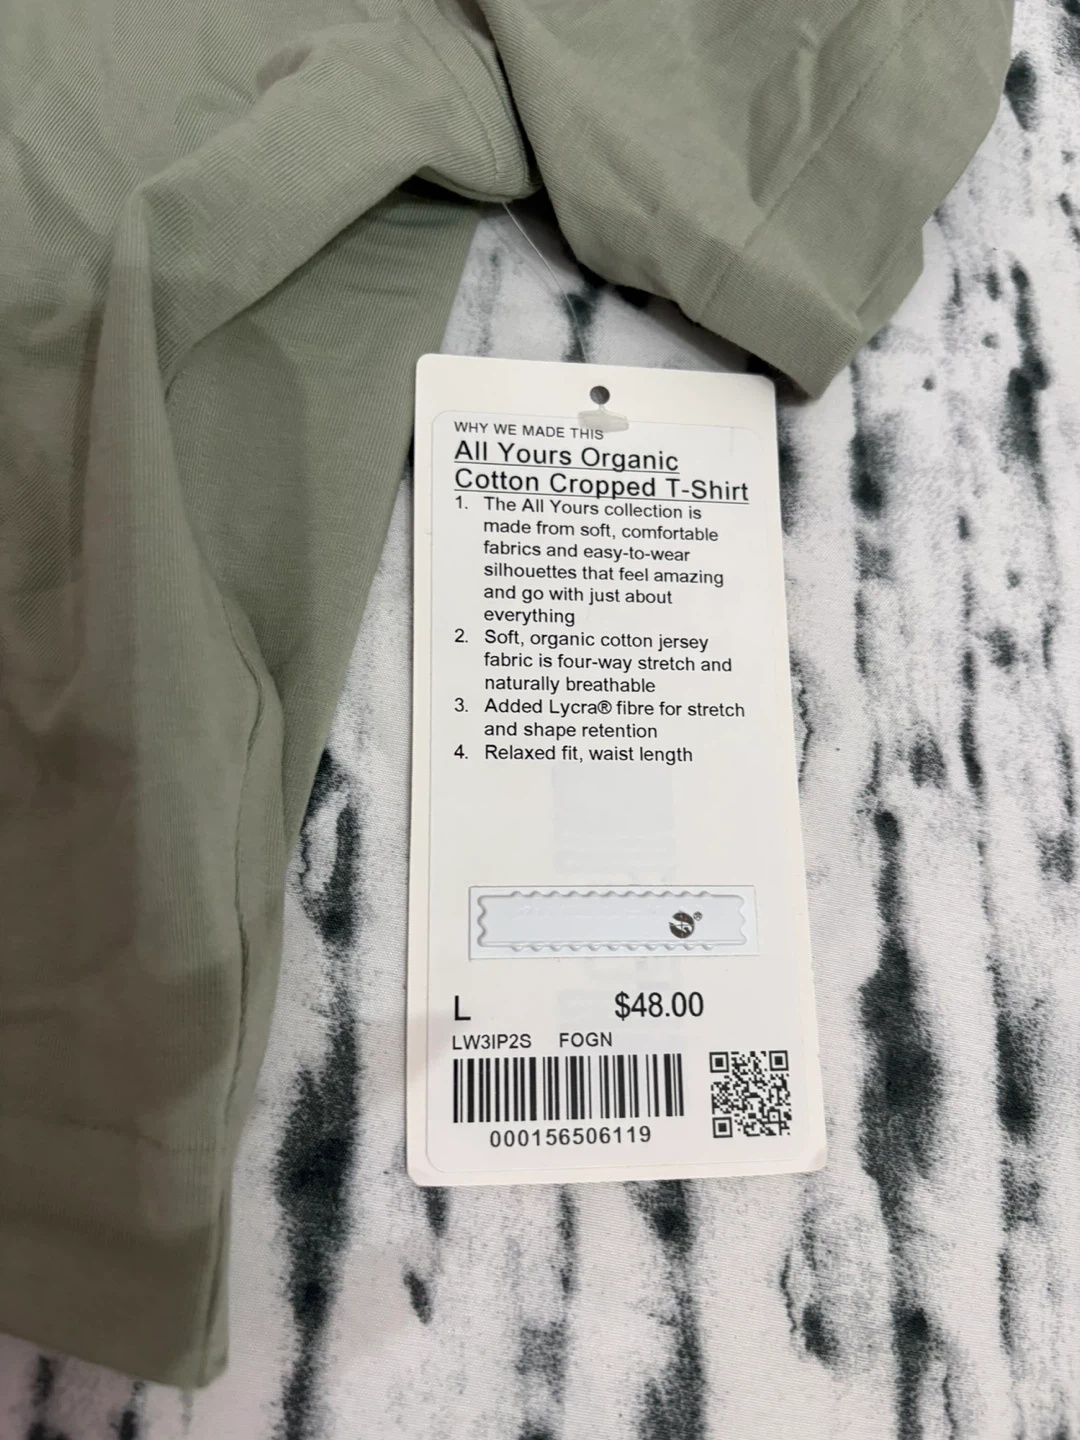 WHY WE MADE THIS
All Yours Organic
Cotton Cropped T-Shirt
1. The All Yours collection is
made from soft, comfortable
fabrics and easy-to-wear
silhouettes that feel amazing
and go with just about
everything
2. Soft, organic cotton jersey
fabric is four-way stretch and
naturally breathable
3. Added Lycra® fibre for stretch
and shape retention
4. Relaxed fit, waist length
®
L $48.00
LW3IP2S FOGN
000156506119